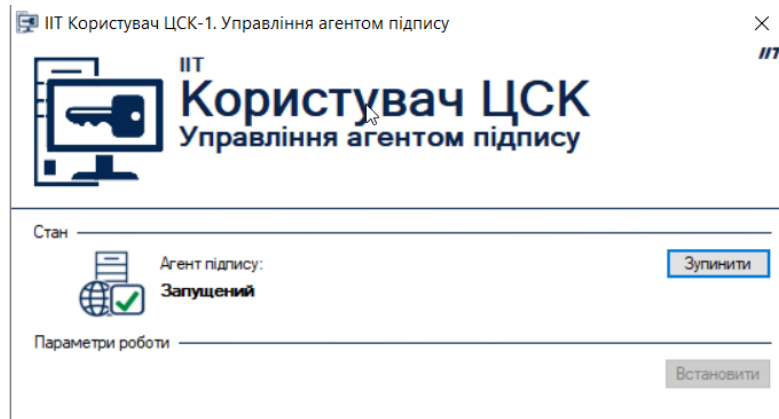 ІІТ Користувач ЦСК-1. Управління агентом підпису
ІІТ
ІІТ
Користувач ЦСК
Управління агентом підпису
Стан
Агент підпису:
Зупинити
Запущений
Параметри роботи
Встановити